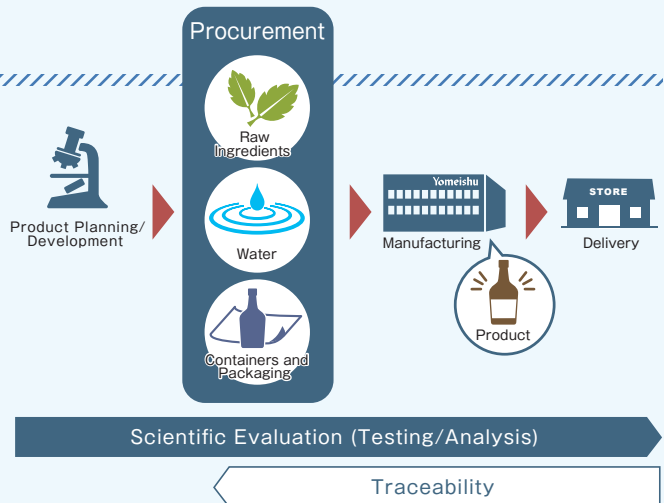 Procurement
Raw
Ingredients
Product Planning/
Development
Water
Containers and
Packaging
Yomeishu
Manufacturing
Product
STORE
Delivery
Scientific Evaluation (Testing/Analysis)
Traceability